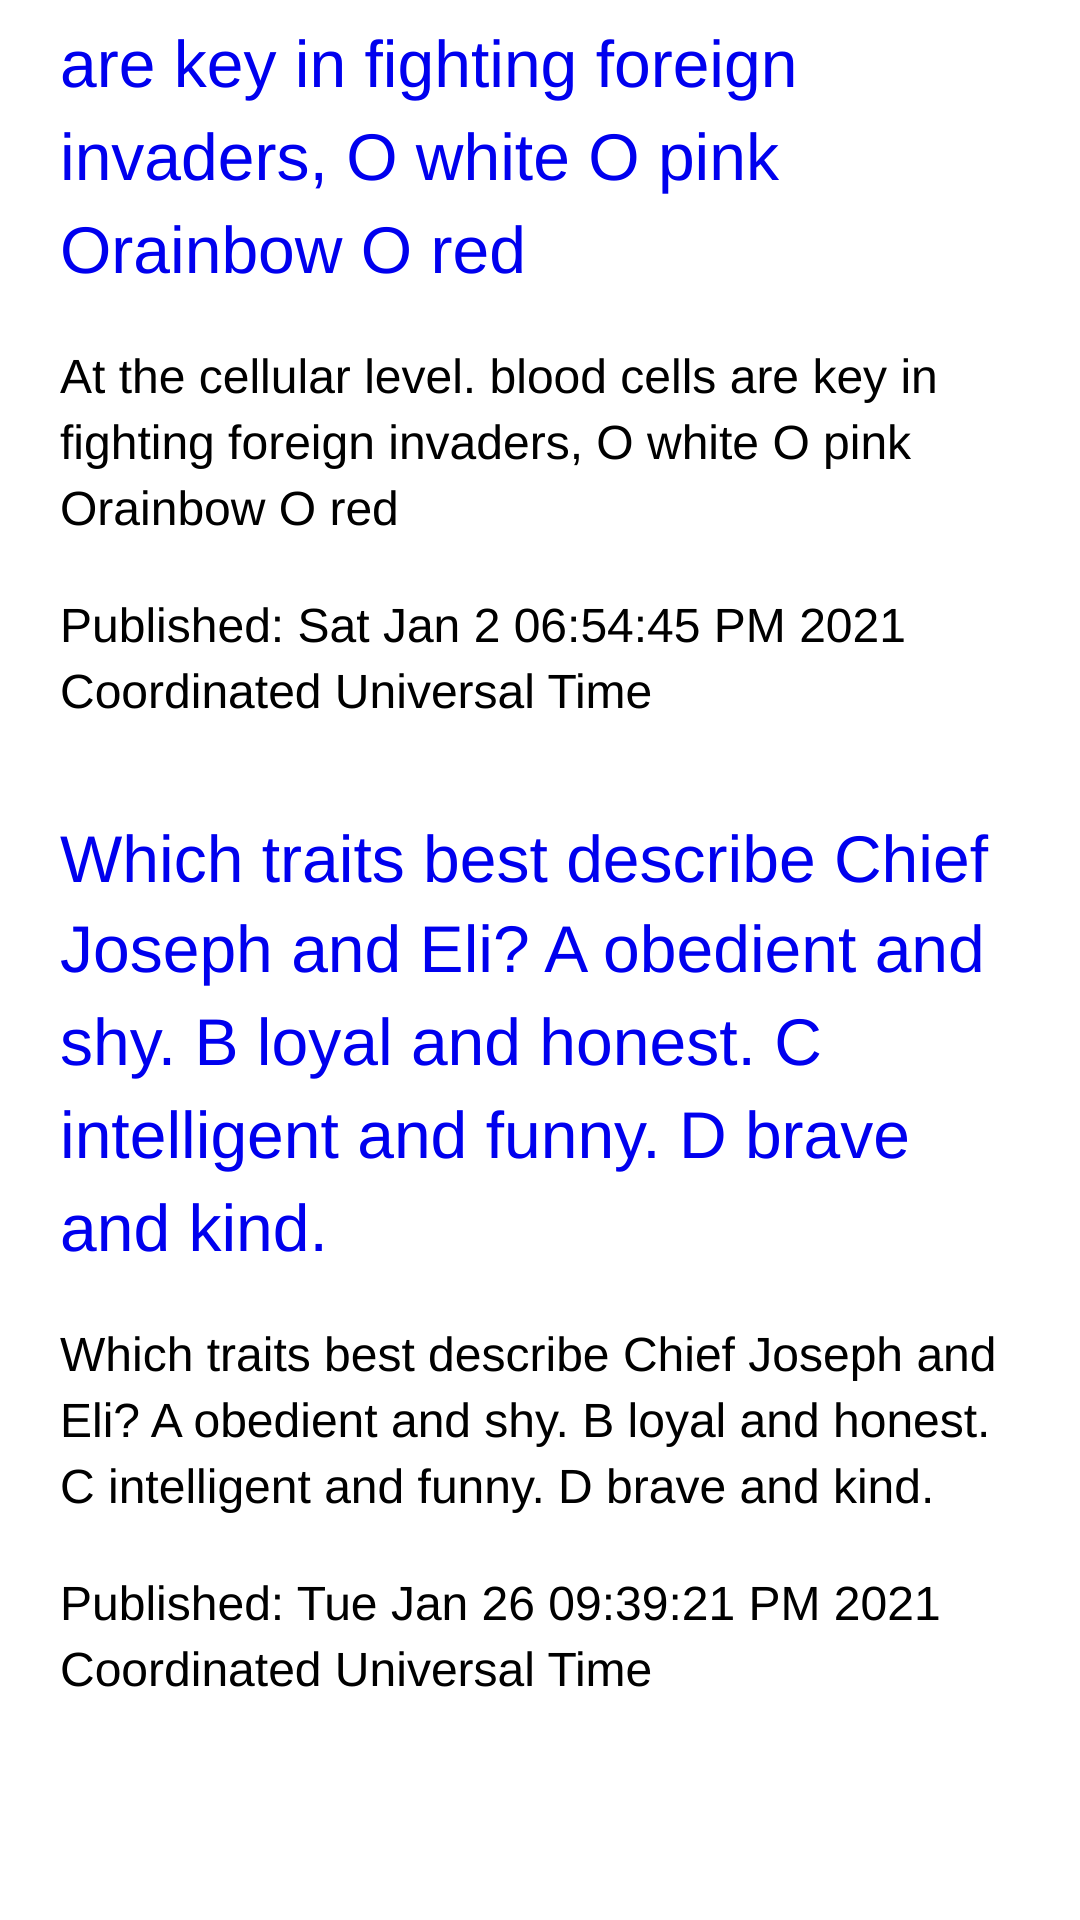 are key in fighting foreign
invaders, O white O pink
Orainbow O red
At the cellular level. blood cells are key in
fighting foreign invaders, O white O pink
Orainbow O red
Published: Sat Jan 2 06:54:45 PM 2021
Coordinated Universal Time
Which traits best describe Chief
Joseph and Eli? A obedient and
shy. B loyal and honest. C
intelligent and funny. D brave
and kind.
Which traits best describe Chief Joseph and
Eli? A obedient and shy. B loyal and honest.
C intelligent and funny. D brave and kind.
Published: Tue Jan 26 09:39:21 PM 2021
Coordinated Universal Time